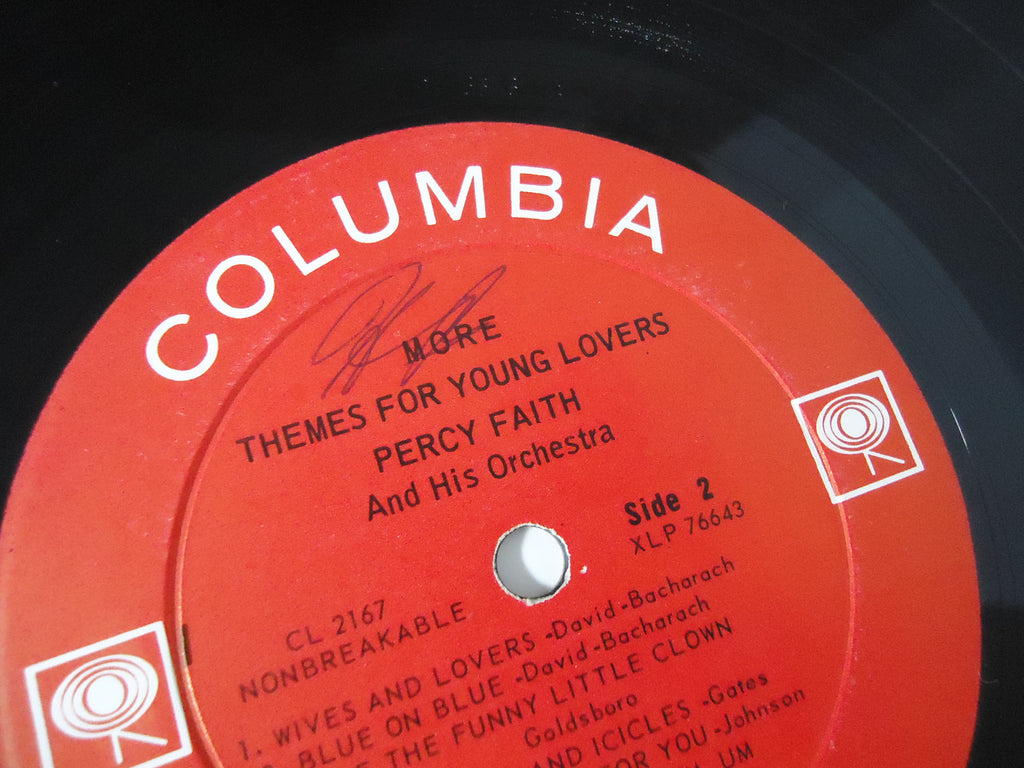 COLUMBIA
MORE
THEMES FOR YOUNG LOVERS
PERCY FAITH
And His Orchestra
Side 2
XLP 76643
CL 2167
NONBREAKABLE
1. WIVES AND LOVERS -David-Bacharach
BLUE ON BLUE -David-Bacharach
THE FUNNY LITTLE CLOWN
Goldsboro
AND ICICLES -Gates
FOR YOU -Johnson
UM